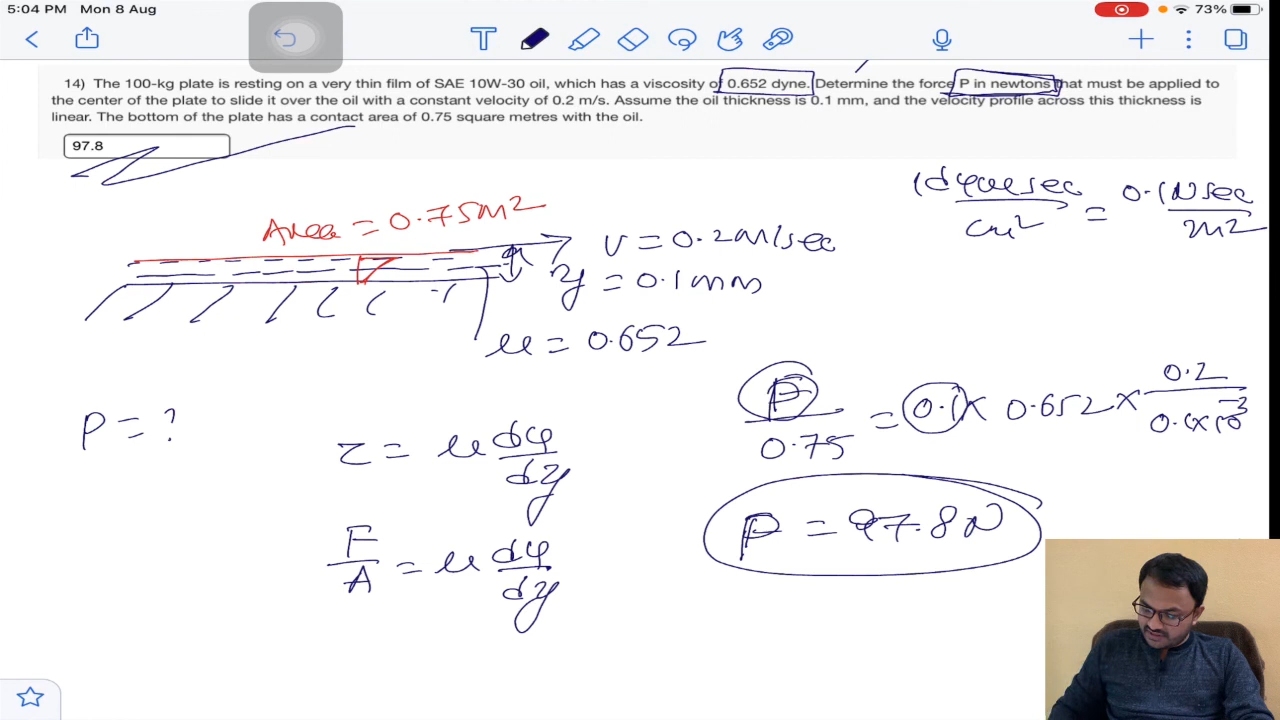 5:04 PM Mon 8 Aug
73%
T
14) The 100-kg plate is resting on a very thin film of SAE 10W-30 oil, which has a viscosity of 0.652 dyne. Determine the force P in newtons that must be applied to
the center of the plate to slide it over the oil with a constant velocity of 0.2 m/s. Assume the oil thickness is 0.1 mm, and the velocity profile across this thickness is
linear. The bottom of the plate has a contact area of 0.75 square metres with the oil.
97.8
1 dyne sec / cm² = 0.1 N sec / m²
Area = 0.75m²
V = 0.2m/sec
y = 0.1mm
μ = 0.652
P = ?
τ = μ du/dy
F/A = μ du/dy
P/0.75 = 0.1 × 0.652 × 0.2 / 0.1×10⁻³
P = 97.8 N